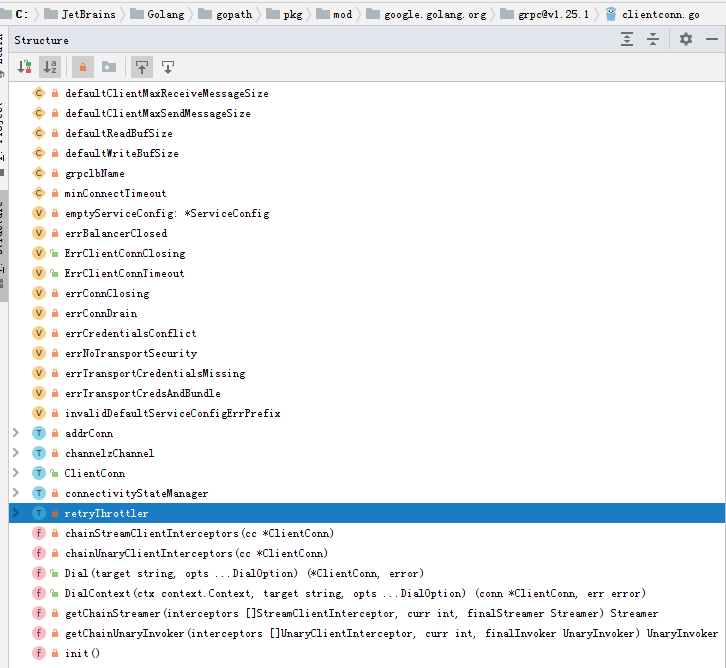 C: JetBrains Golang gopath pkg mod google.golang.org grpc@v1.25.1 clientconn.go
Structure
C defaultClientMaxReceiveMessageSize
C defaultClientMaxSendMessageSize
C defaultReadBufSize
C defaultWriteBufSize
C grpclbName
C minConnectTimeout
V emptyServiceConfig: *ServiceConfig
V errBalancerClosed
V ErrClientConnClosing
V ErrClientConnTimeout
V errConnClosing
V errConnDrain
V errCredentialsConflict
V errNoTransportSecurity
V errTransportCredentialsMissing
V errTransportCredsAndBundle
V invalidDefaultServiceConfigErrPrefix
T addrConn
T channelzChannel
T ClientConn
T connectivityStateManager
T retryThrottler
f chainStreamClientInterceptors(cc *ClientConn)
f chainUnaryClientInterceptors(cc *ClientConn)
f Dial(target string, opts ...DialOption) (*ClientConn, error)
f DialContext(ctx context.Context, target string, opts ...DialOption) (conn *ClientConn, err error)
f getChainStreamer(interceptors []StreamClientInterceptor, curr int, finalStreamer Streamer) Streamer
f getChainUnaryInvoker(interceptors []UnaryClientInterceptor, curr int, finalInvoker UnaryInvoker) UnaryInvoker
f init()